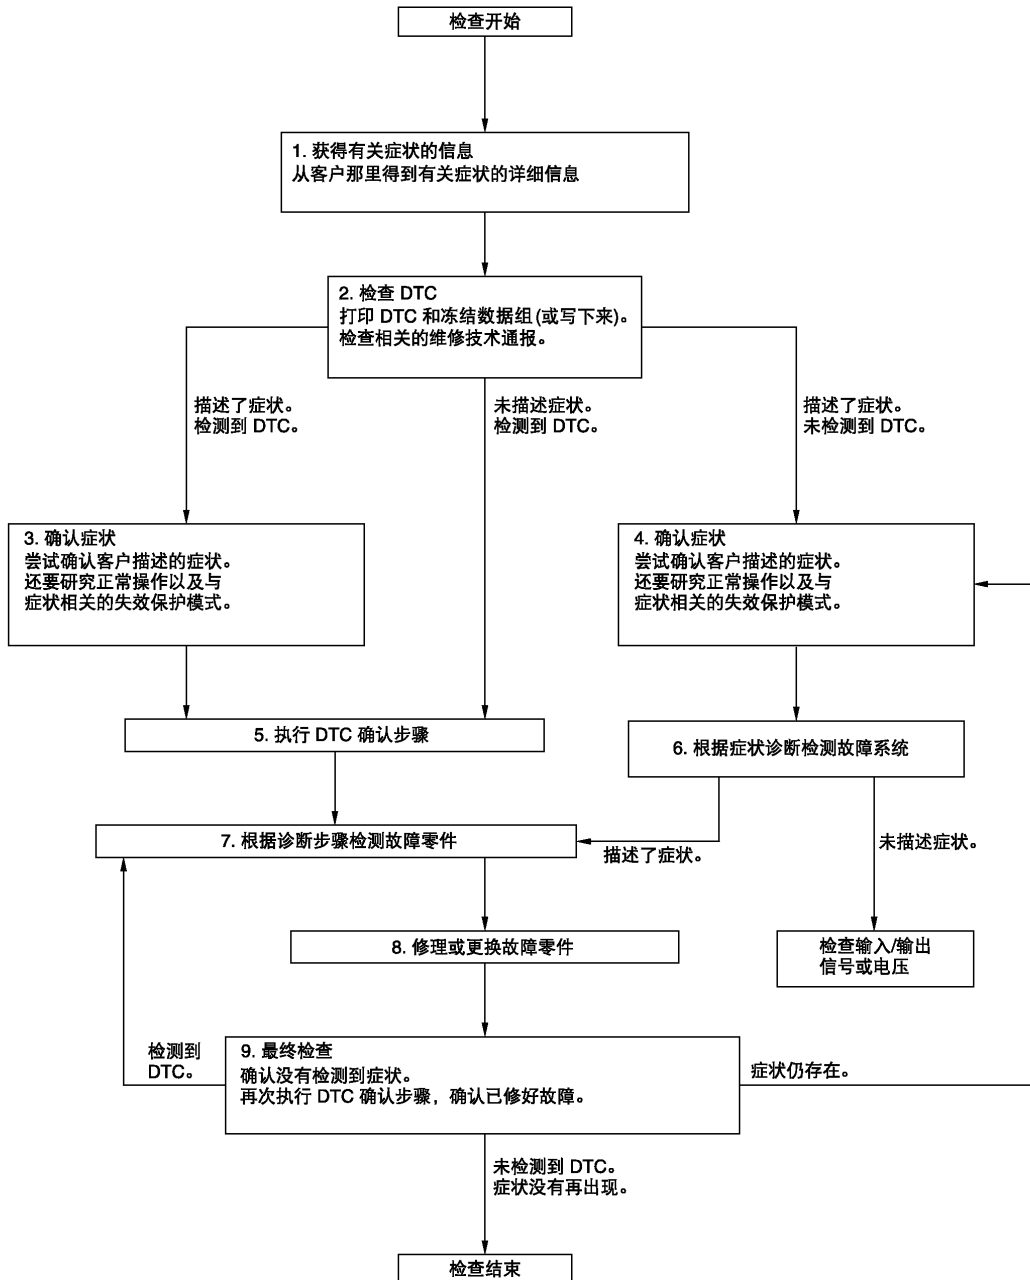 检查开始
1. 获得有关症状的信息
从客户那里得到有关症状的详细信息
2. 检查 DTC
打印 DTC 和冻结数据组(或写下来)。
检查相关的维修技术通报。
描述了症状。
检测到 DTC。
未描述症状。
检测到 DTC。
描述了症状。
未检测到 DTC。
3. 确认症状
尝试确认客户描述的症状。
还要研究正常操作以及与
症状相关的失效保护模式。
4. 确认症状
尝试确认客户描述的症状。
还要研究正常操作以及与
症状相关的失效保护模式。
5. 执行 DTC 确认步骤
6. 根据症状诊断检测故障系统
7. 根据诊断步骤检测故障零件
描述了症状。
未描述症状。
8. 修理或更换故障零件
检查输入/输出
信号或电压
检测到
DTC。
9. 最终检查
确认没有检测到症状。
再次执行 DTC 确认步骤，确认已修好故障。
症状仍存在。
未检测到 DTC。
症状没有再出现。
检查结束